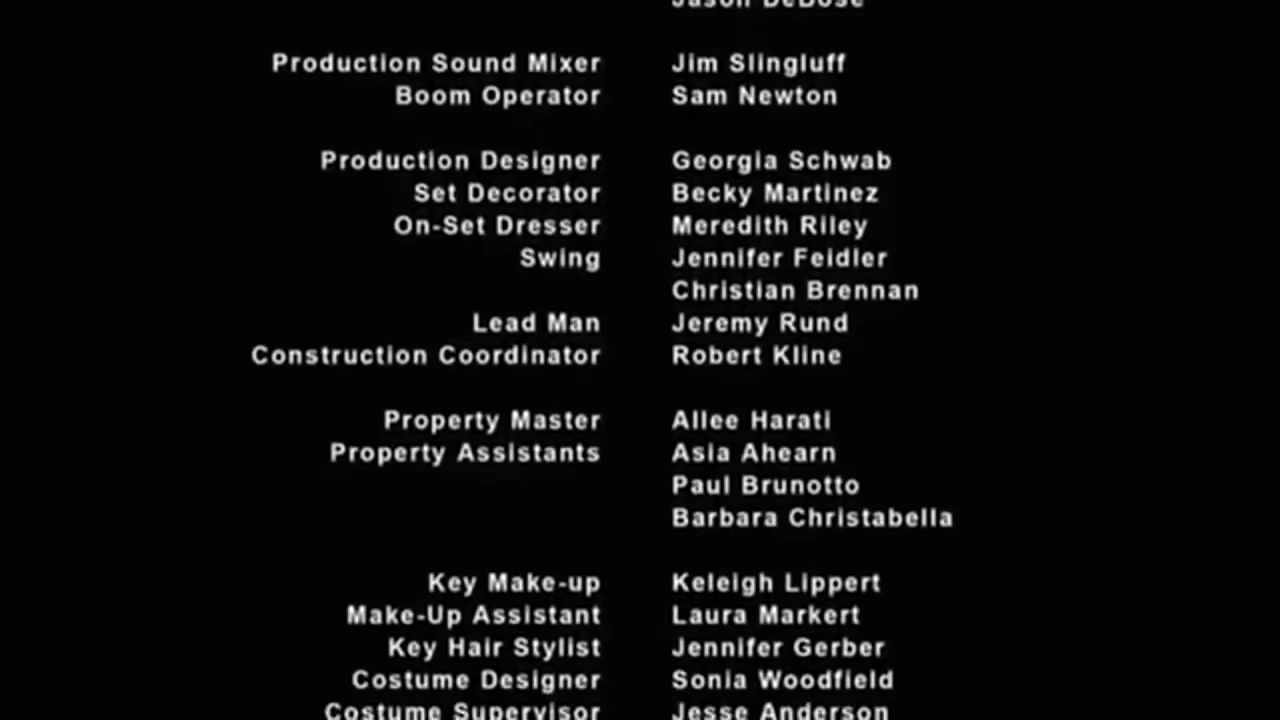 Jason DeBose
Production Sound Mixer Jim Slingluff
Boom Operator Sam Newton
Production Designer Georgia Schwab
Set Decorator Becky Martinez
On-Set Dresser Meredith Riley
Swing Jennifer Feidler
Christian Brennan
Lead Man Jeremy Rund
Construction Coordinator Robert Kline
Property Master Allee Harati
Property Assistants Asia Ahearn
Paul Brunotto
Barbara Christabella
Key Make-up Keleigh Lippert
Make-Up Assistant Laura Markert
Key Hair Stylist Jennifer Gerber
Costume Designer Sonia Woodfield
Costume Supervisor Jesse Anderson